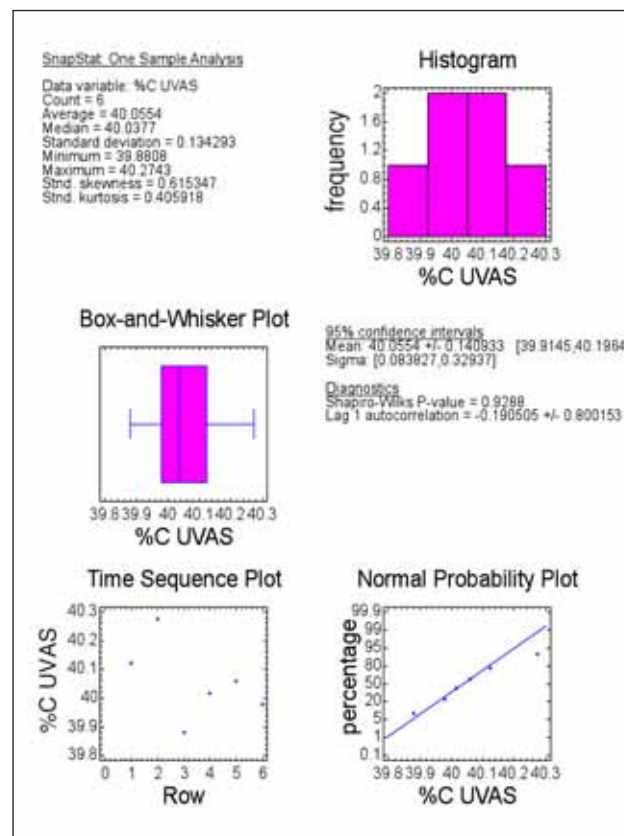 SnapStat: One Sample Analysis
Data variable: %C UVAS
Count = 6
Average = 40.0554
Median = 40.0377
Standard deviation = 0.134293
Minimum = 39.8808
Maximum = 40.2743
Stnd. skewness = 0.615347
Stnd. kurtosis = 0.405918
Histogram
frequency
2
1.6
1.2
0.8
0.4
0
39.8 39.9 40 40.1 40.2 40.3
%C UVAS
Box-and-Whisker Plot
39.8 39.9 40 40.1 40.2 40.3
%C UVAS
95% confidence intervals
Mean: 40.0554 +/- 0.140933 [39.9145,40.1964
Sigma: [0.083827,0.32937]
Diagnostics
Shapiro-Wilks P-value = 0.9288
Lag 1 autocorrelation = -0.190505 +/- 0.800153
Time Sequence Plot
%C UVAS
40.3
40.2
40.1
40
39.9
39.8
0 1 2 3 4 5 6
Row
Normal Probability Plot
percentage
99.9
99
95
80
50
20
5
1
0.1
39.8 39.9 40 40.1 40.2 40.3
%C UVAS